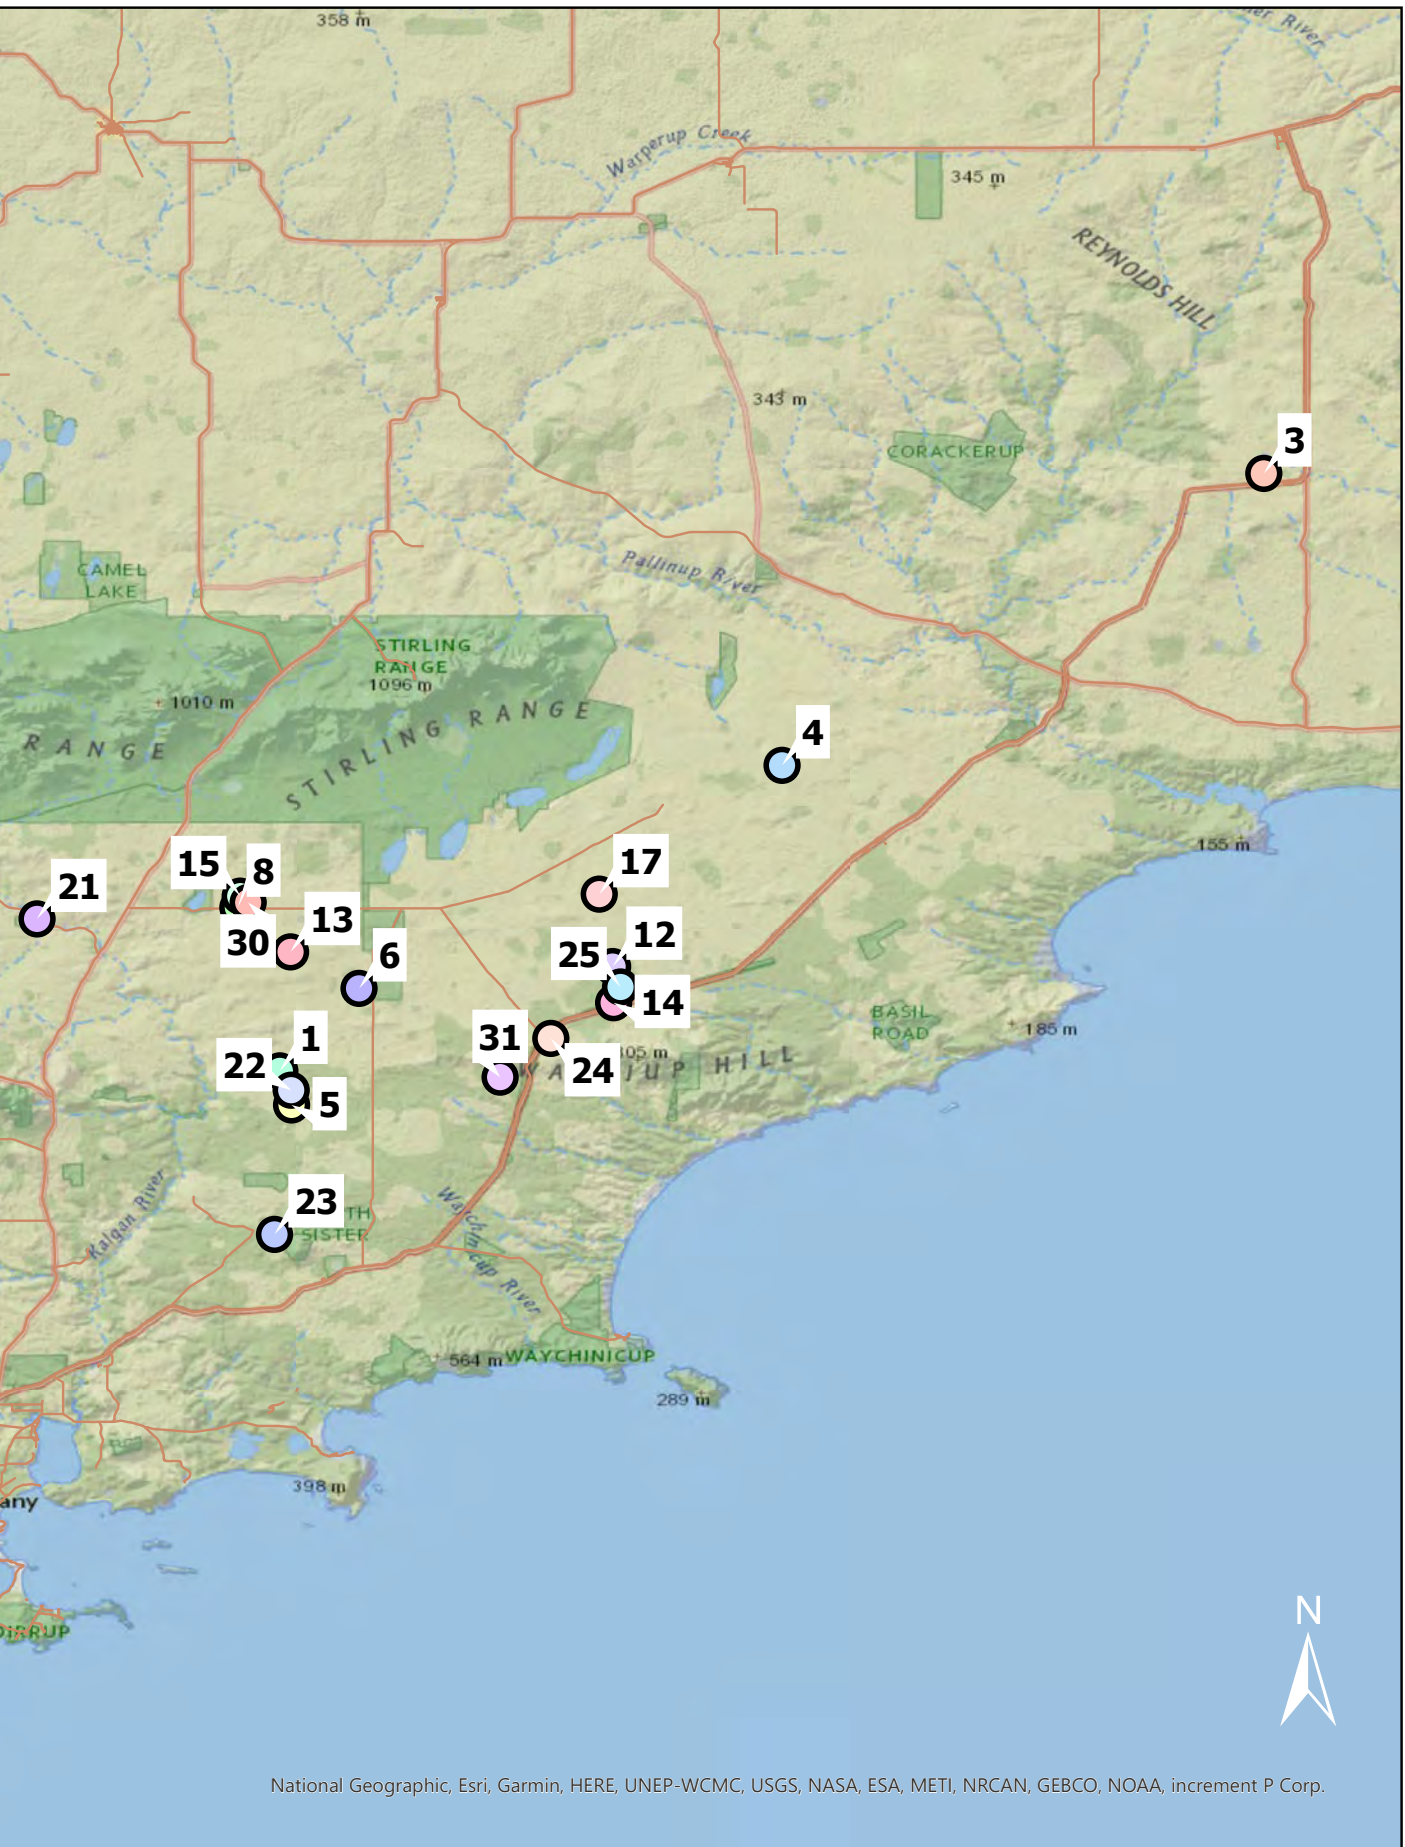 358 m
Warperup Creek
345 m
REYNOLDS HILL
343 m
3
CORACKERUP
Pallinup River
CAMEL
LAKE
STIRLING
RANGE
1096 m
1010 m
RANGE
STIRLING RANGE
4
155 m
15
8
17
21
13
12
30
6
25
14
BASIL
ROAD
185 m
1
31
22
24
HILL
5
Kalgan River
23
SISTER
River
564 m
WAYCHINICUP
289 m
398 m
any
N
National Geographic, Esri, Garmin, HERE, UNEP-WCMC, USGS, NASA, ESA, METI, NRCAN, GEBCO, NOAA, increment P Corp.